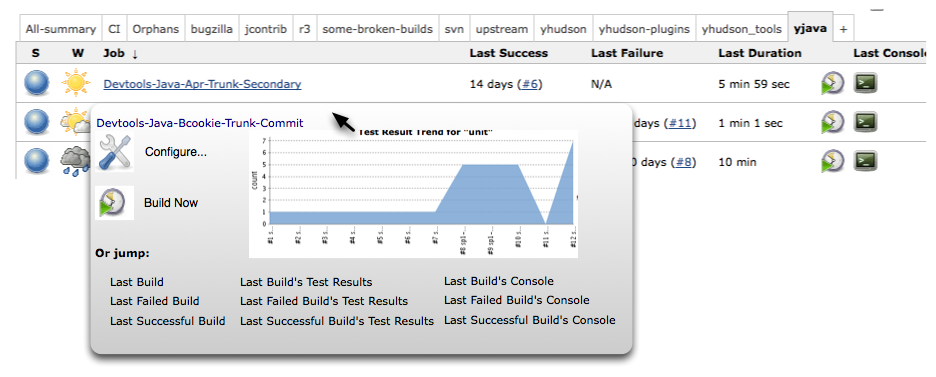 All-summary CI Orphans bugzilla jcontrib r3 some-broken-builds svn upstream yhudson yhudson-plugins yhudson_tools yjava +
S W Job ↓ Last Success Last Failure Last Duration Last Consol
Devtools-Java-Apr-Trunk-Secondary 14 days (#6) N/A 5 min 59 sec
Devtools-Java-Bcookie-Trunk-Commit days (#11) 1 min 1 sec
Test Result Trend for "unit"
Configure...
0 days (#8) 10 min
Build Now
count
7
6
5
4
3
2
1
0
#1 s. #2 s. #3 s. #4 s. #5 s. #6 s. #7 s. #8 sp1- #9 sp1- #10 s. #11 s. #12 s.
Or jump:
Last Build Last Build's Test Results Last Build's Console
Last Failed Build Last Failed Build's Test Results Last Failed Build's Console
Last Successful Build Last Successful Build's Test Results Last Successful Build's Console